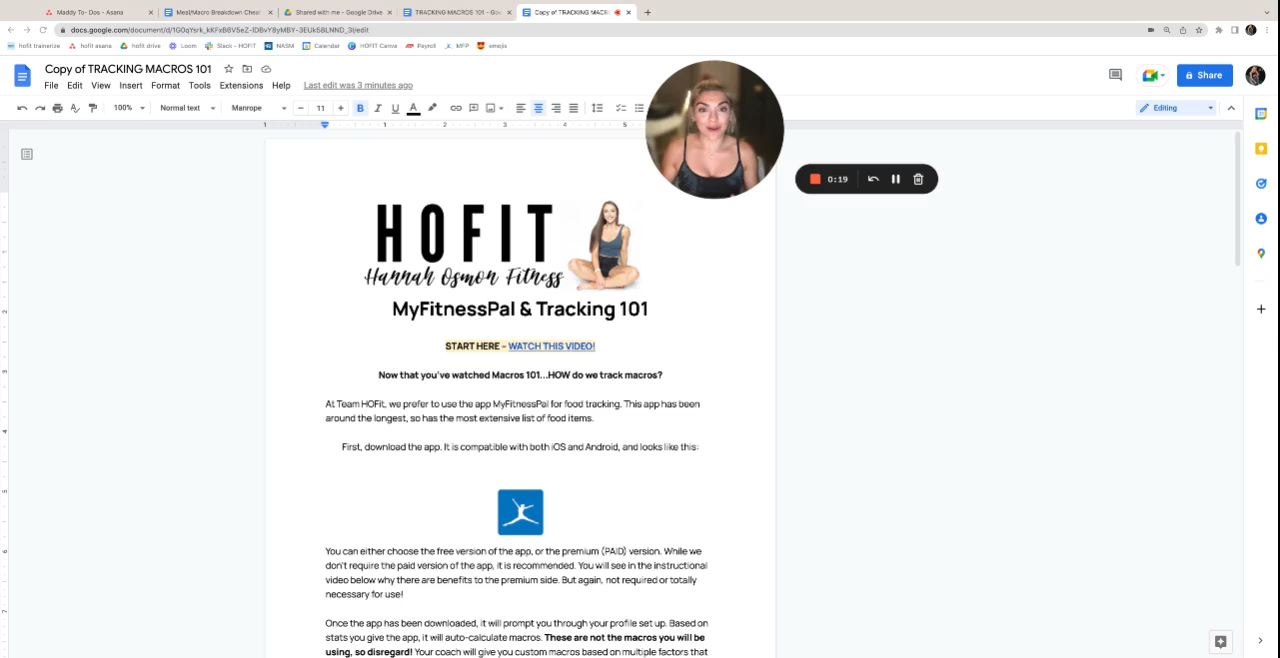 Maddy To- Dos - Asana
Meal/Macro Breakdown Cheat
Shared with me - Google Drive
TRACKING MACROS 101 - Goo
Copy of TRACKING MACR
docs.google.com/document/d/
/edit
hofit trainerize
hofit asana
hofit drive
Loom
Slack - HOFIT
NASM
Calendar
HOFIT Canva
Payroll
MFP
emojis
Copy of TRACKING MACROS 101
File Edit View Insert Format Tools Extensions Help Last edit was 3 minutes ago
Share
100%
Normal text
Manrope
11
B I U A
Editing
1 1 2 3 4 5
0:19
HOFIT
Hannah Osmon Fitness
MyFitnessPal & Tracking 101
START HERE – WATCH THIS VIDEO!
Now that you've watched Macros 101...HOW do we track macros?
At Team HOFit, we prefer to use the app MyFitnessPal for food tracking. This app has been
around the longest, so has the most extensive list of food items.
First, download the app. It is compatible with both iOS and Android, and looks like this:
You can either choose the free version of the app, or the premium (PAID) version. While we
don't require the paid version of the app, it is recommended. You will see in the instructional
video below why there are benefits to the premium side. But again, not required or totally
necessary for use!
Once the app has been downloaded, it will prompt you through your profile set up. Based on
stats you give the app, it will auto-calculate macros. These are not the macros you will be
using, so disregard! Your coach will give you custom macros based on multiple factors that